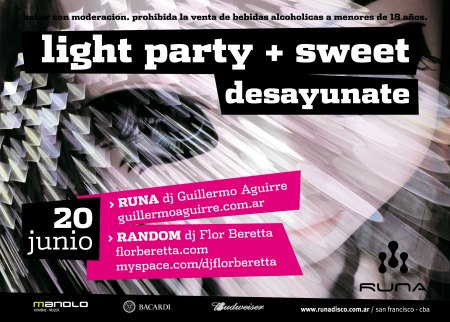 beber con moderacion. prohibida la venta de bebidas alcoholicas a menores de 18 años.
light party + sweet
desayunate
20
junio
> RUNA dj Guillermo Aguirre
guillermoaguirre.com.ar
> RANDOM dj Flor Beretta
florberetta.com
myspace.com/djflorberetta
RUNA
manolo
HOMBRE - MUJER
BACARDI.
Budweiser
www.runadisco.com.ar / san francisco - cba